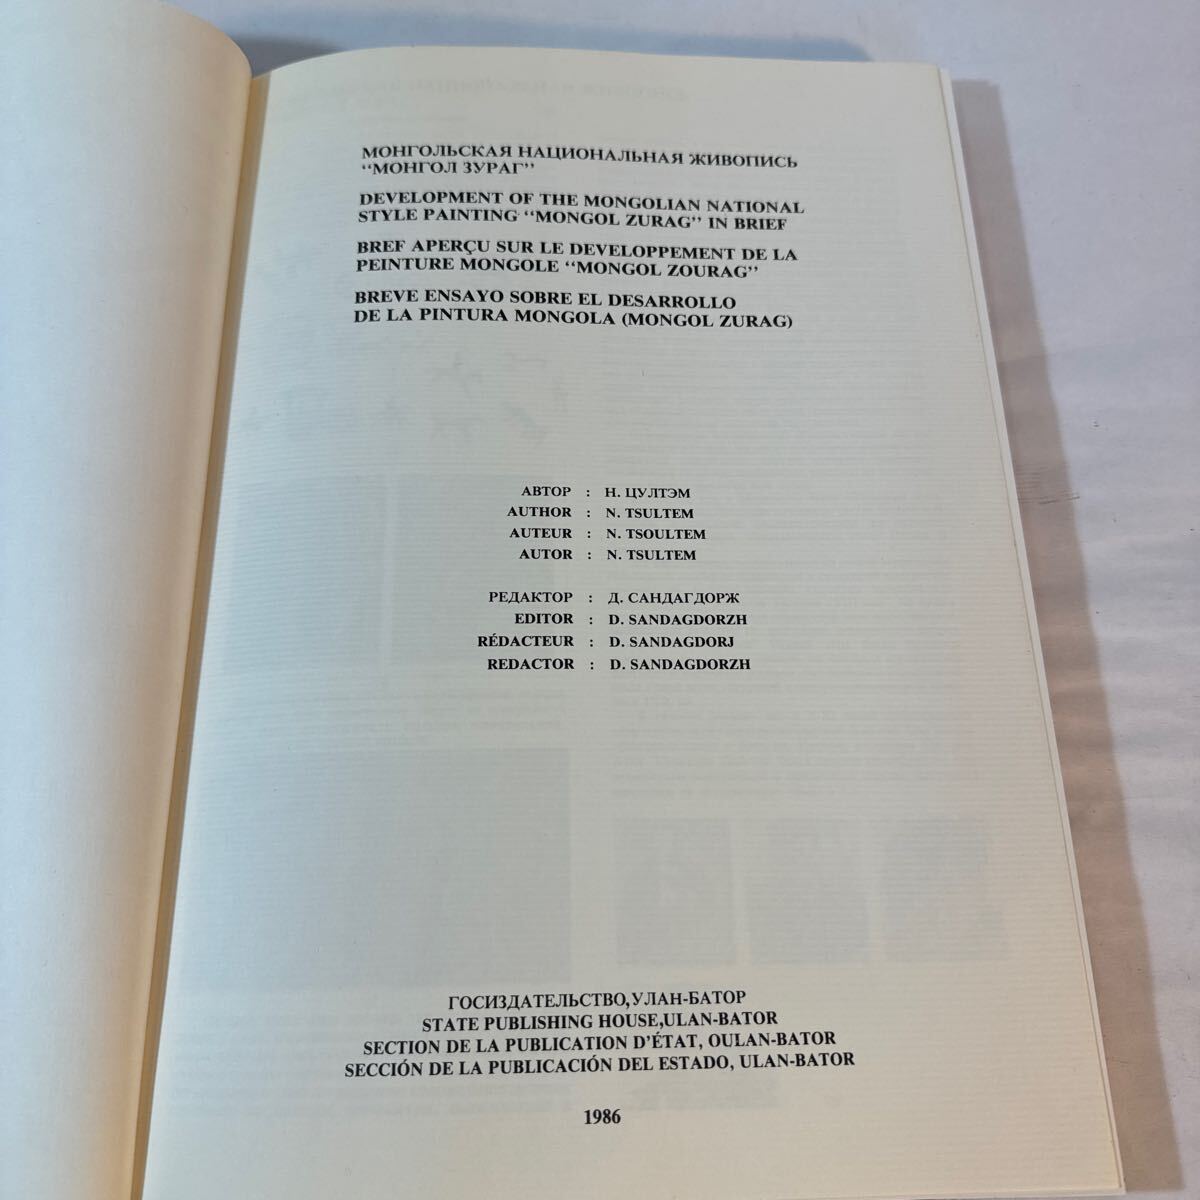 МОНГОЛЬСКАЯ НАЦИОНАЛЬНАЯ ЖИВОПИСЬ
“МОНГОЛ ЗУРАГ”
DEVELOPMENT OF THE MONGOLIAN NATIONAL
STYLE PAINTING “MONGOL ZURAG” IN BRIEF
BREF APERÇU SUR LE DEVELOPPEMENT DE LA
PEINTURE MONGOLE “MONGOL ZOURAG”
BREVE ENSAYO SOBRE EL DESARROLLO
DE LA PINTURA MONGOLA (MONGOL ZURAG)
АВТОР : Н. ЦУЛТЭМ
AUTHOR : N. TSULTEM
AUTEUR : N. TSOULTEM
AUTOR : N. TSULTEM
РЕДАКТОР : Д. САНДАГДОРЖ
EDITOR : D. SANDAGDORZH
RÉDACTEUR : D. SANDAGDORJ
REDACTOR : D. SANDAGDORZH
ГОСИЗДАТЕЛЬСТВО,УЛАН-БАТОР
STATE PUBLISHING HOUSE,ULAN-BATOR
SECTION DE LA PUBLICATION D’ÉTAT, OULAN-BATOR
SECCIÓN DE LA PUBLICACIÓN DEL ESTADO, ULAN-BATOR
1986